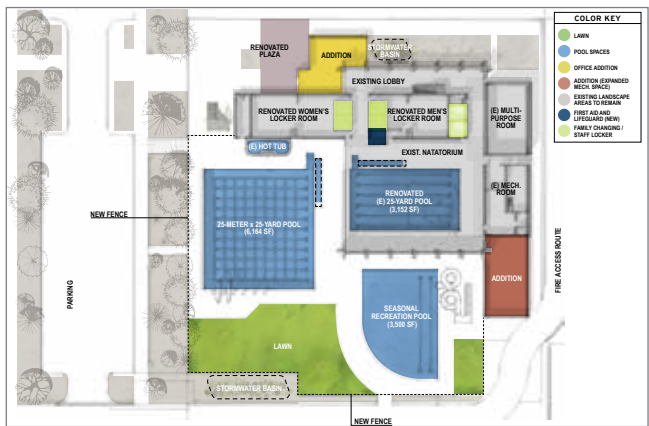 COLOR KEY
LAWN
POOL SPACES
OFFICE ADDITION
ADDITION (EXPANDED
MECH. SPACE)
EXISTING LANDSCAPE
AREAS TO REMAIN
FIRST AID AND
LIFEGUARD (NEW)
FAMILY CHANGING /
STAFF LOCKER
RENOVATED
PLAZA
ADDITION
STORMWATER
BASIN
EXISTING LOBBY
RENOVATED WOMEN'S
LOCKER ROOM
RENOVATED MEN'S
LOCKER ROOM
(E) MULTI-
PURPOSE
ROOM
(E) HOT TUB
EXIST. NATATORIUM
(E) MECH.
ROOM
RENOVATED
(E) 25-YARD POOL
(3,152 SF)
25-METER x 25-YARD POOL
(6,164 SF)
NEW FENCE
PARKING
FIRE ACCESS ROUTE
ADDITION
SEASONAL
RECREATION POOL
(3,500 SF)
LAWN
STORMWATER BASIN
NEW FENCE